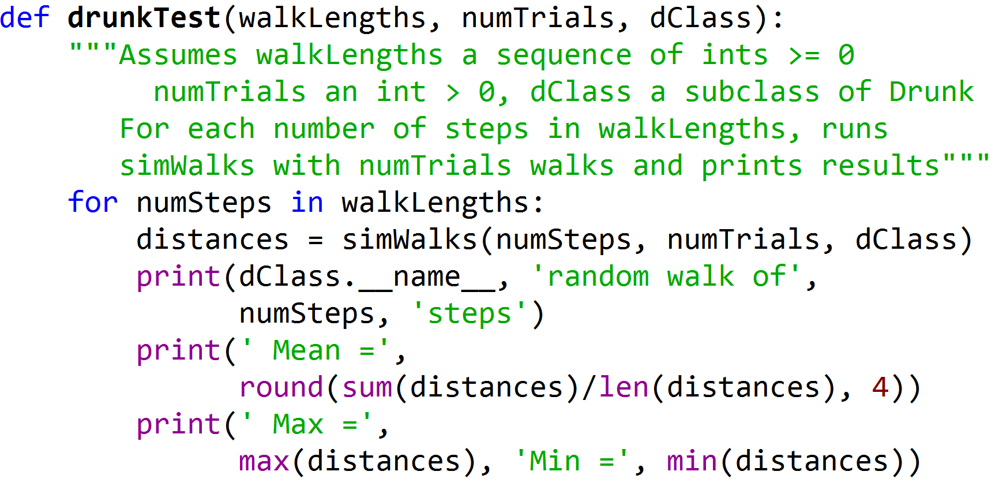 def drunkTest(walkLengths, numTrials, dClass):
    """Assumes walkLengths a sequence of ints >= 0
         numTrials an int > 0, dClass a subclass of Drunk
       For each number of steps in walkLengths, runs
       simWalks with numTrials walks and prints results"""
    for numSteps in walkLengths:
        distances = simWalks(numSteps, numTrials, dClass)
        print(dClass.__name__, 'random walk of',
              numSteps, 'steps')
        print(' Mean =',
              round(sum(distances)/len(distances), 4))
        print(' Max =',
              max(distances), 'Min =', min(distances))